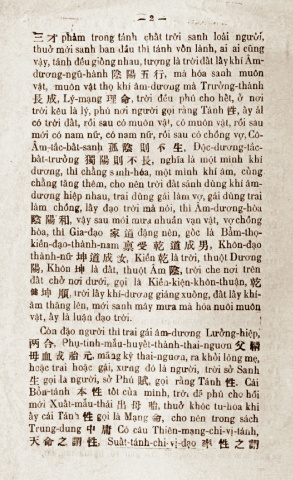 — 2 —
三才 phàm trong tánh chất trời sanh loài người,
thuở mới sanh ban đầu thì tánh vốn lành, ai ai cũng
vậy, tánh đều giồng nhau, tượng là trời đất lấy khí Âm-
dương-ngũ-hành 陰陽五行, mà hóa sanh muôn
vật, muôn vật thọ khí âm-dương mà Trưởng-thành
長成, Lý-mạng 理命, trời đều phú cho hết, ở nơi
trời kêu là lý, phú nơi người gọi rằng Tánh 性, ấy là
có trời đất, rồi sau có muôn vật, có muôn vật, rồi sau
mới có nam nữ, có nam nữ, rồi sau có chồng vợ, Cô-
Âm-tắc-bất-sanh 孤陰則不生, Độc-dương-tắc-
bất-trưởng 獨陽則不長, nghĩa là một mình khí
dương, thì chẳng sanh-hóa, một mình khí âm, cũng
chẳng tăng thêm, cho nên trời đất sánh dùng khí âm-
dương hiệp nhau, trai dùng gái làm vợ, gái dùng trai
làm chồng, lấy đạo trời mà nói, thì Âm-dương-hòa
陰陽和, vậy sau mới mưa nhuần vạn vật, vợ chồng
hòa, thì Gia-đạo 家道 dặng nên, gốc là Bẩm-thọ-
kiền-đạo-thành-nam 稟受乾道成男, Khôn-đạo
thành-nữ 坤道成女, Kiền 乾 là trời, thuột Dương
陽, Khôn 坤 là đất, thuột Âm 陰, trời che nơi trên
đất chở nơi dưới, gọi là Kiền-kiện-khôn-thuận, 乾
健坤順, trời lấy khí-dương giáng xuống, đất lấy khí-
âm thăng lên, mới sanh mây mưa mà hóa nuôi muôn
vật, ấy là luận đạo trời.
Còn đạo người thì trai gái âm-dương Lưỡng-hiệp,
两合, Phụ-tinh-mẫu-huyết-thành-thai-ngươn 父精
母血成胎元, mãng kỳ thai-ngươn, ra khỏi lòng mẹ,
hoặc trai hoặc gái, xưng đó là người, trời sở Sanh
生 gọi là người, sở Phú 賦, gọi rằng Tánh 性. Cái
Bổn-tánh 本性 tốt của mình, trời đã phú cho hồi
mới Xuất-mẫu-thai 出母胎, thuở khóc tu-hoa khi
ấy cái Tánh 性 gọi là Mạng 命, cho nên trong sách
Trung-dung 中庸 Có câu Thiên-mạng-chi-vị-tánh,
天命之謂性, Suất-tánh-chi-vị-đạo 率性之謂